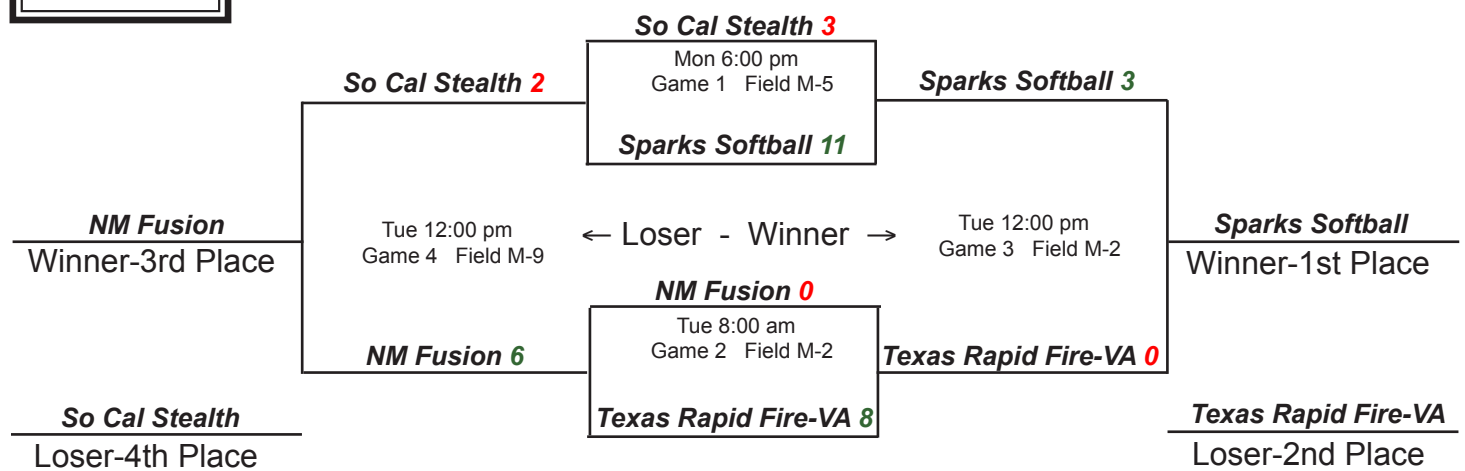 So Cal Stealth 3
Mon 6:00 pm
Game 1 Field M-5
So Cal Stealth 2
Sparks Softball 3
Sparks Softball 11
NM Fusion
Winner-3rd Place
Tue 12:00 pm
Game 4 Field M-9
← Loser - Winner →
Tue 12:00 pm
Game 3 Field M-2
Sparks Softball
Winner-1st Place
NM Fusion 0
Tue 8:00 am
Game 2 Field M-2
NM Fusion 6
Texas Rapid Fire-VA 0
Texas Rapid Fire-VA 8
So Cal Stealth
Loser-4th Place
Texas Rapid Fire-VA
Loser-2nd Place